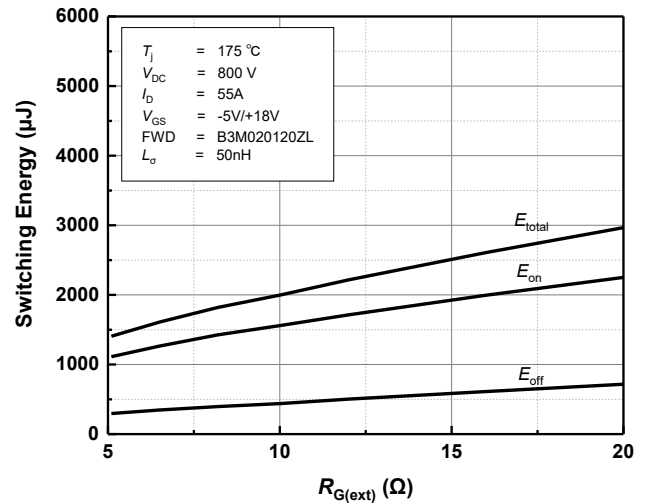 6000
5000
4000
3000
2000
1000
0
Switching Energy (µJ)
Tj = 175 °C
VDC = 800 V
ID = 55A
VGS = -5V/+18V
FWD = B3M020120ZL
Lσ = 50nH
Etotal
Eon
Eoff
5 10 15 20
RG(ext) (Ω)